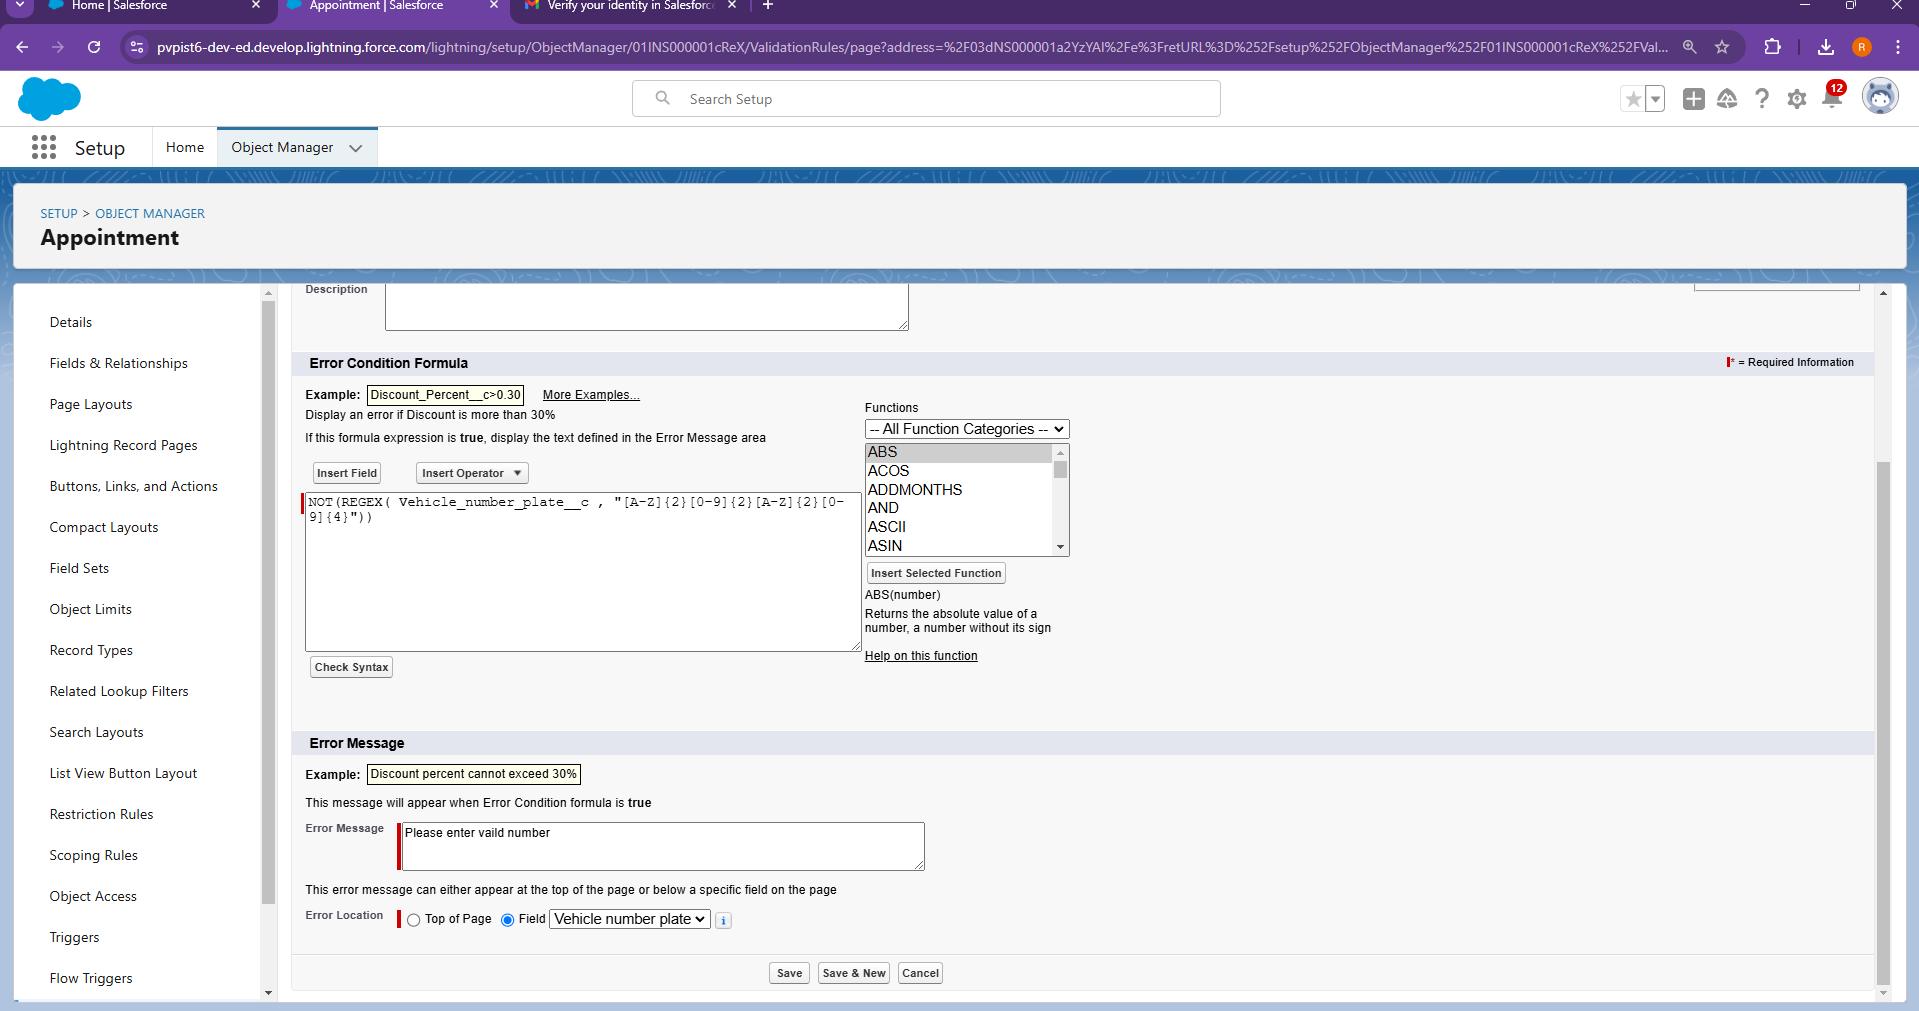 Home | Salesforce
Appointment | Salesforce
Verify your identity in Salesforc
pvpist6-dev-ed.develop.lightning.force.com/lightning/setup/ObjectManager/01INS000001cReX/ValidationRules/page?address=%2F03dNS000001a2YzYAI%2Fe%3FretURL%3D%252Fsetup%252FObjectManager%252F01INS000001cReX%252FVal...
R
Search Setup
12
Setup
Home
Object Manager
SETUP > OBJECT MANAGER
Appointment
Details
Fields & Relationships
Page Layouts
Lightning Record Pages
Buttons, Links, and Actions
Compact Layouts
Field Sets
Object Limits
Record Types
Related Lookup Filters
Search Layouts
List View Button Layout
Restriction Rules
Scoping Rules
Object Access
Triggers
Flow Triggers
Description
Error Condition Formula
* = Required Information
Example: Discount_Percent__c>0.30 More Examples...
Display an error if Discount is more than 30%
If this formula expression is true, display the text defined in the Error Message area
Insert Field
Insert Operator
NOT(REGEX( Vehicle_number_plate__c , "[A-Z]{2}[0-9]{2}[A-Z]{2}[0-
9]{4}"))
Check Syntax
Functions
-- All Function Categories --
ABS
ACOS
ADDMONTHS
AND
ASCII
ASIN
Insert Selected Function
ABS(number)
Returns the absolute value of a
number, a number without its sign
Help on this function
Error Message
Example: Discount percent cannot exceed 30%
This message will appear when Error Condition formula is true
Error Message
Please enter vaild number
This error message can either appear at the top of the page or below a specific field on the page
Error Location
Top of Page
Field
Vehicle number plate
i
Save
Save & New
Cancel